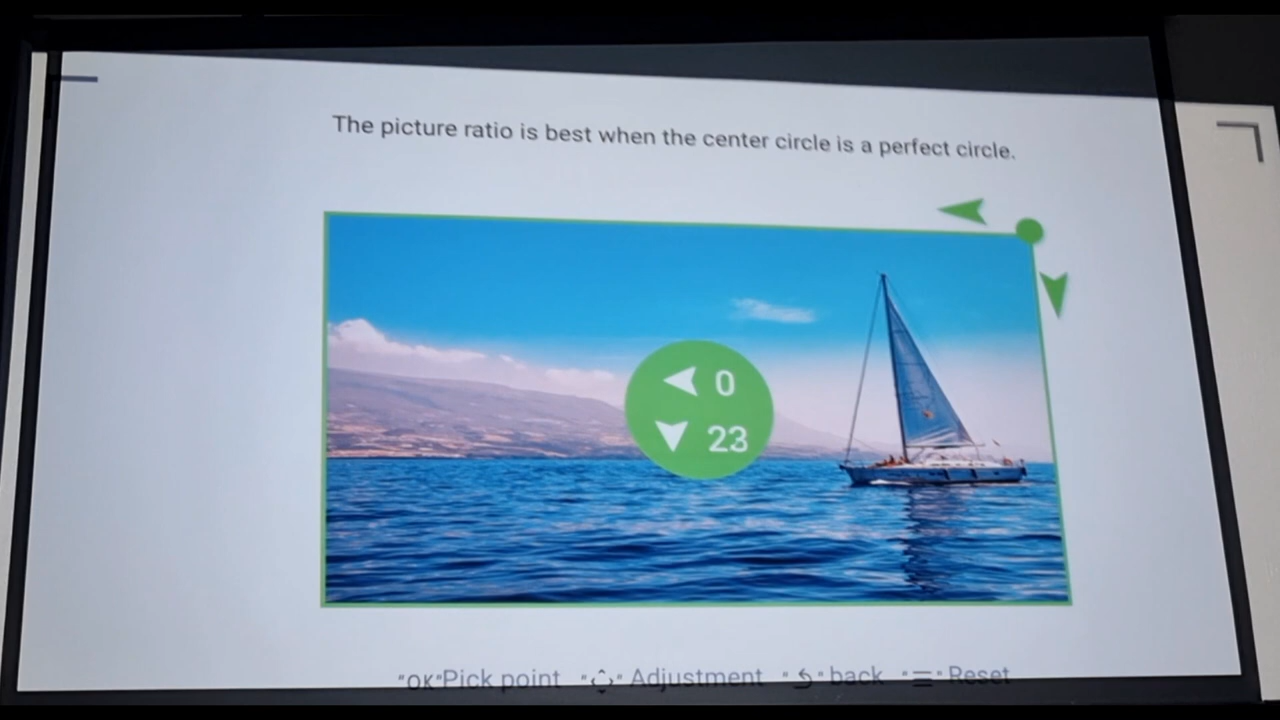 The picture ratio is best when the center circle is a perfect circle.
0
23
"OK"Pick point " " Adjustment " " back " " Reset